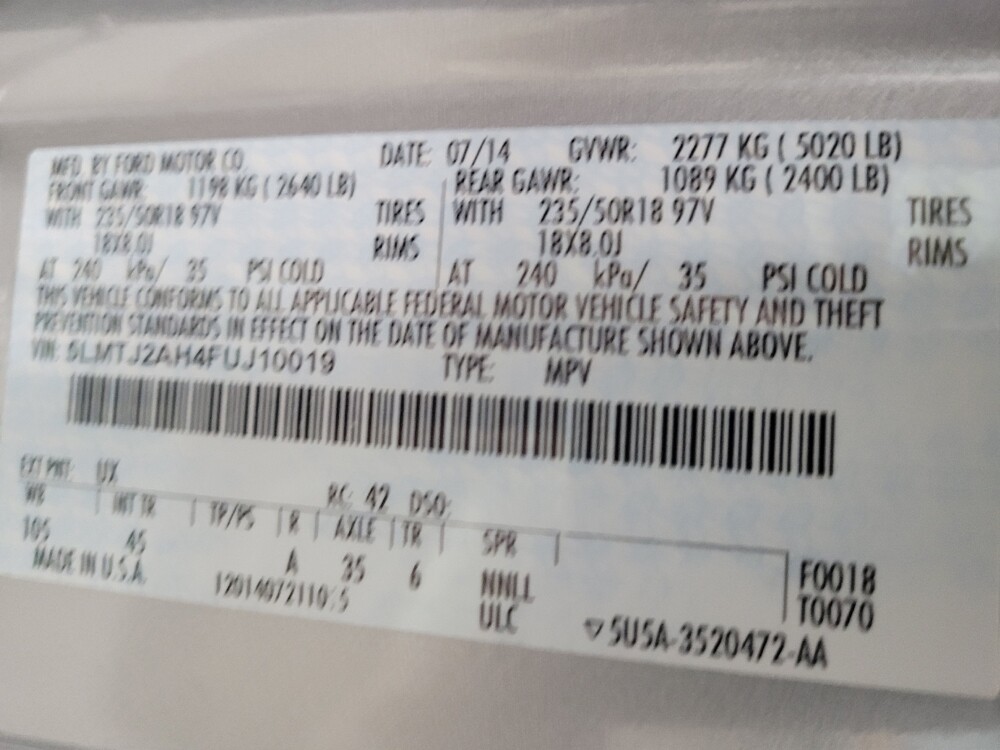 MFD. BY FORD MOTOR CO. DATE: 07/14 GVWR: 2277 KG ( 5020 LB)
FRONT GAWR: 1198 KG ( 2640 LB) REAR GAWR: 1089 KG ( 2400 LB)
WITH 235/50R18 97V TIRES WITH 235/50R18 97V TIRES
18X8.0J RIMS 18X8.0J RIMS
AT 240 kPa/ 35 PSI COLD AT 240 kPa/ 35 PSI COLD
THIS VEHICLE CONFORMS TO ALL APPLICABLE FEDERAL MOTOR VEHICLE SAFETY AND THEFT
PREVENTION STANDARDS IN EFFECT ON THE DATE OF MANUFACTURE SHOWN ABOVE.
VIN: 5LMTJ2AH4FUJ10019 TYPE: MPV
EXT PNT: UX RC: 42 DSO:
WB INT TR TP/PS R AXLE TR SPR
105 45 A 35 6 NNLL F0018
MADE IN U.S.A. ULC T0070
▽5U5A-3520472-AA